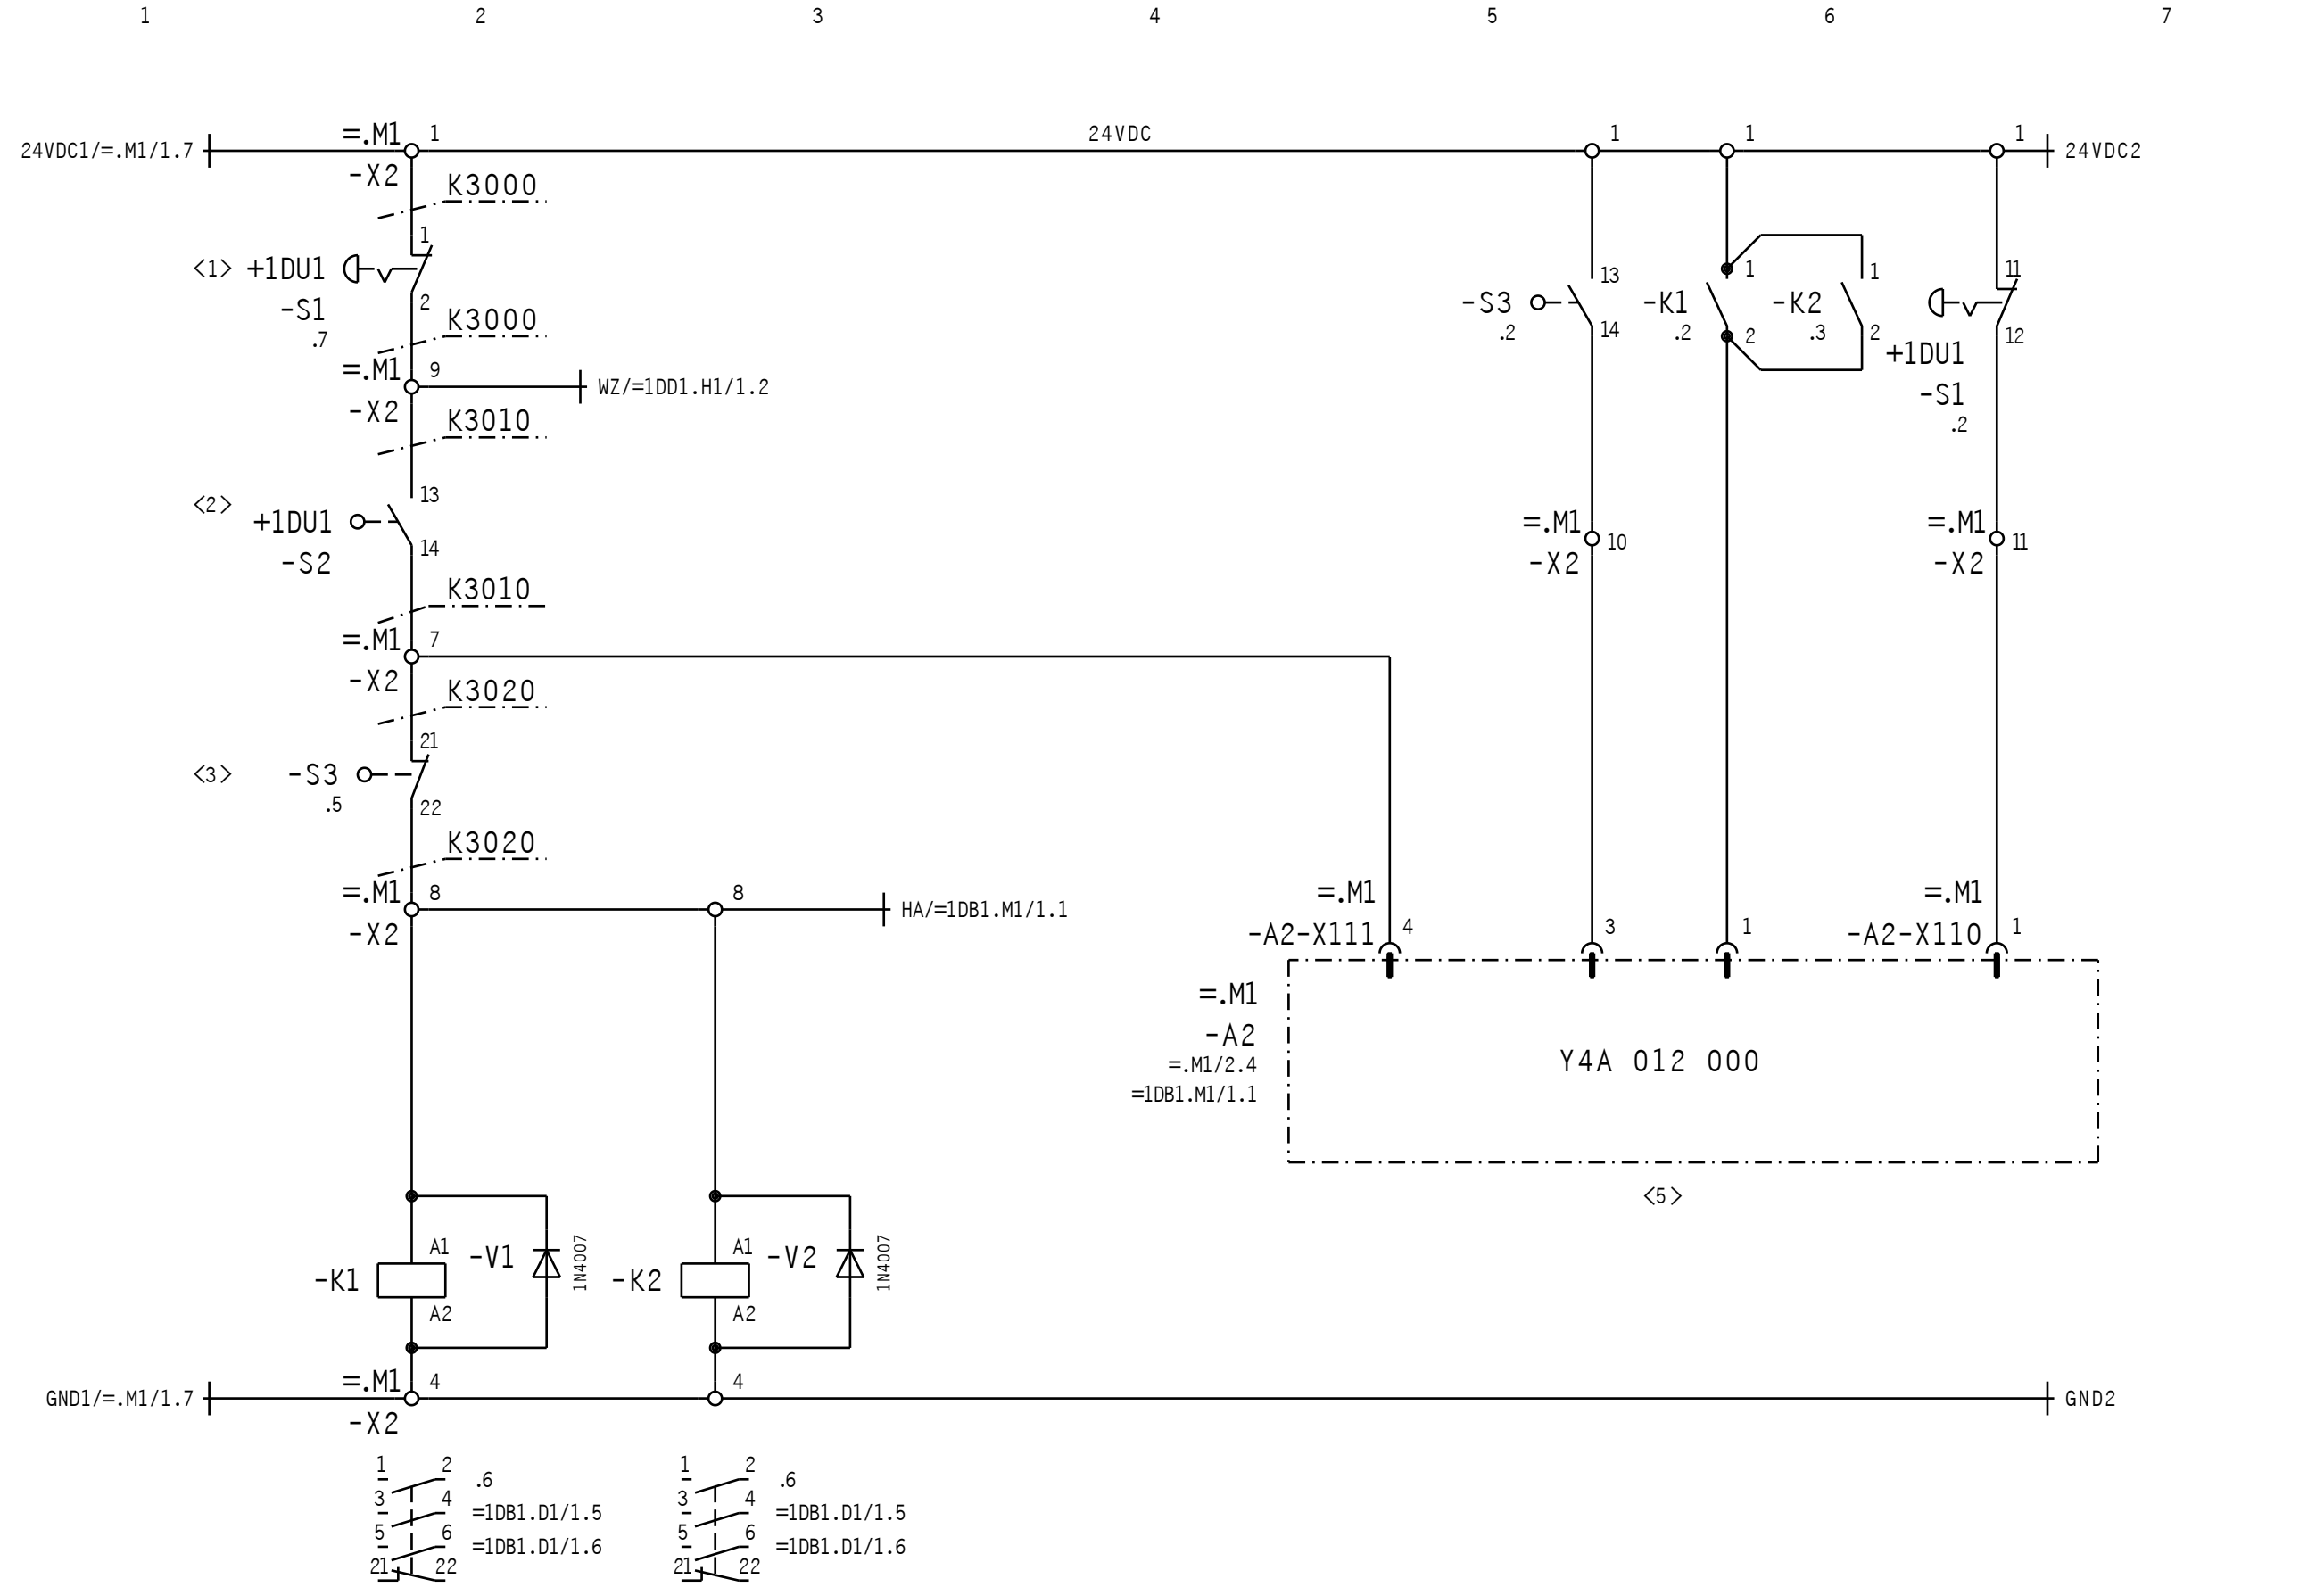 1 2 3 4 5 6 7
24VDC1/=.M1/1.7 =.M1 1 24VDC 1 1 1 24VDC2
-X2
K3000
1
<1> +1DU1
-S1 2
.7
K3000
=.M1 9
-X2 WZ/=1DD1.H1/1.2
K3010
13 1 1 11
-S3 -K1 -K2
.2 14 .2 2 .3 2 12
+1DU1
-S1
.2
<2> 13
+1DU1
-S2 14
=.M1 =.M1
-X2 10 -X2 11
K3010
=.M1 7
-X2
K3020
21
<3> -S3
.5 22
K3020
=.M1 8 8 HA/=1DB1.M1/1.1
-X2
=.M1 =.M1
-A2-X111 4 3 1 -A2-X110 1
=.M1
-A2
=.M1/2.4
=1DB1.M1/1.1
Y4A 012 000
<5>
A1 -V1 1N4007 A1 -V2 1N4007
-K1 -K2
A2 A2
GND1/=.M1/1.7 =.M1 4 4 GND2
-X2
1 2 .6 1 2 .6
3 4 =1DB1.D1/1.5 3 4 =1DB1.D1/1.5
5 6 =1DB1.D1/1.6 5 6 =1DB1.D1/1.6
21 22 21 22